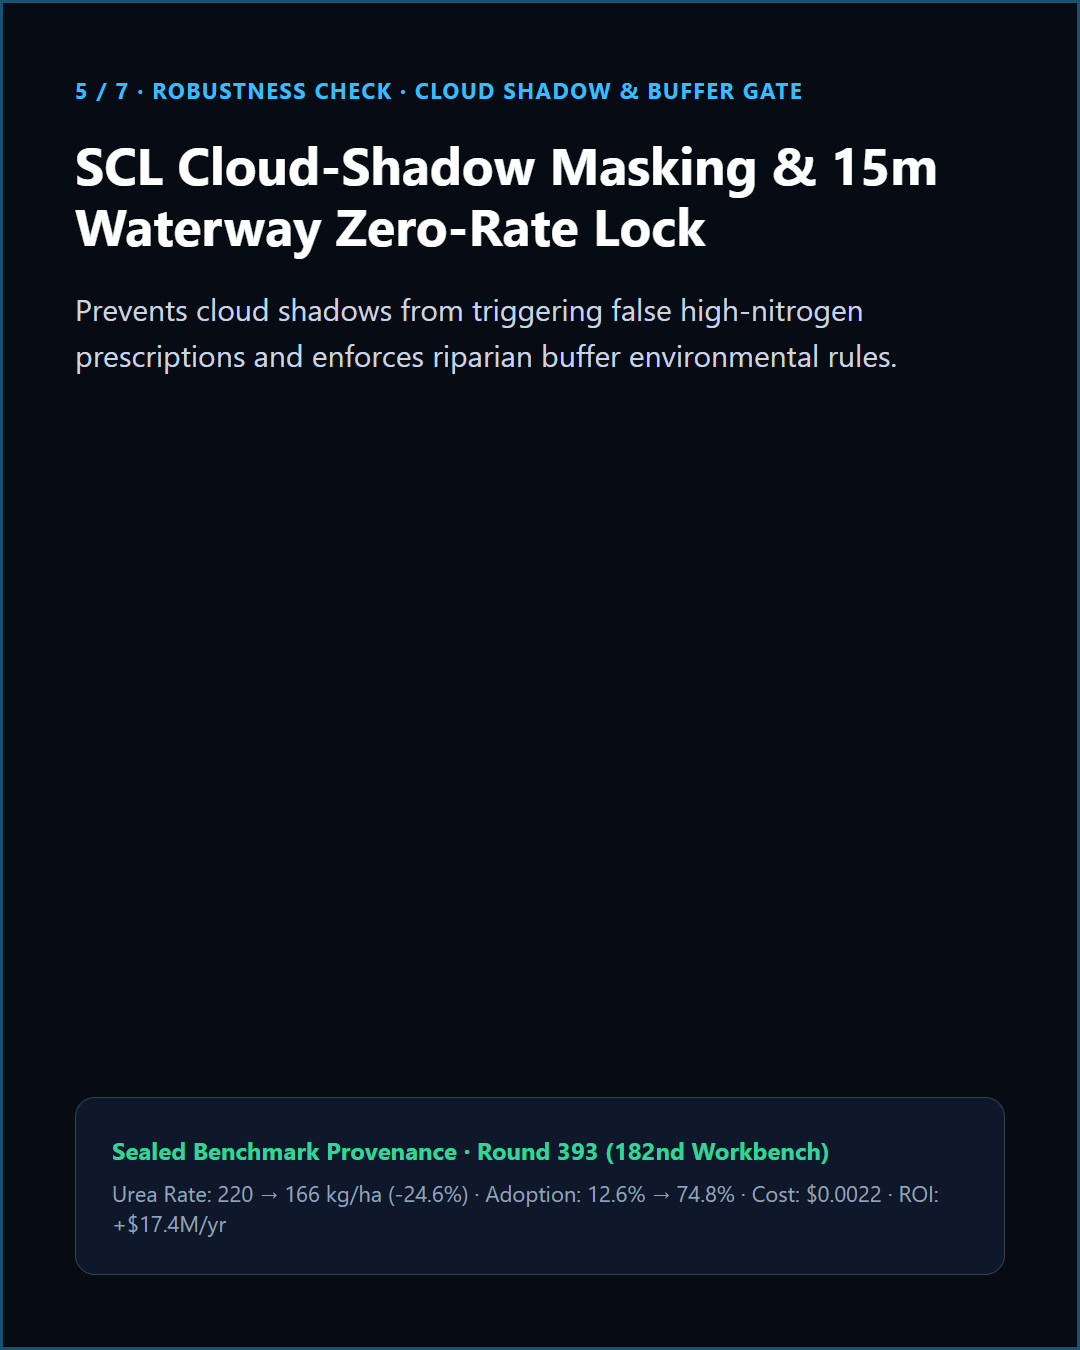 5 / 7 · ROBUSTNESS CHECK · CLOUD SHADOW & BUFFER GATE
SCL Cloud-Shadow Masking & 15m
Waterway Zero-Rate Lock
Prevents cloud shadows from triggering false high-nitrogen
prescriptions and enforces riparian buffer environmental rules.
Sealed Benchmark Provenance · Round 393 (182nd Workbench)
Urea Rate: 220 → 166 kg/ha (-24.6%) · Adoption: 12.6% → 74.8% · Cost: $0.0022 · ROI:
+$17.4M/yr